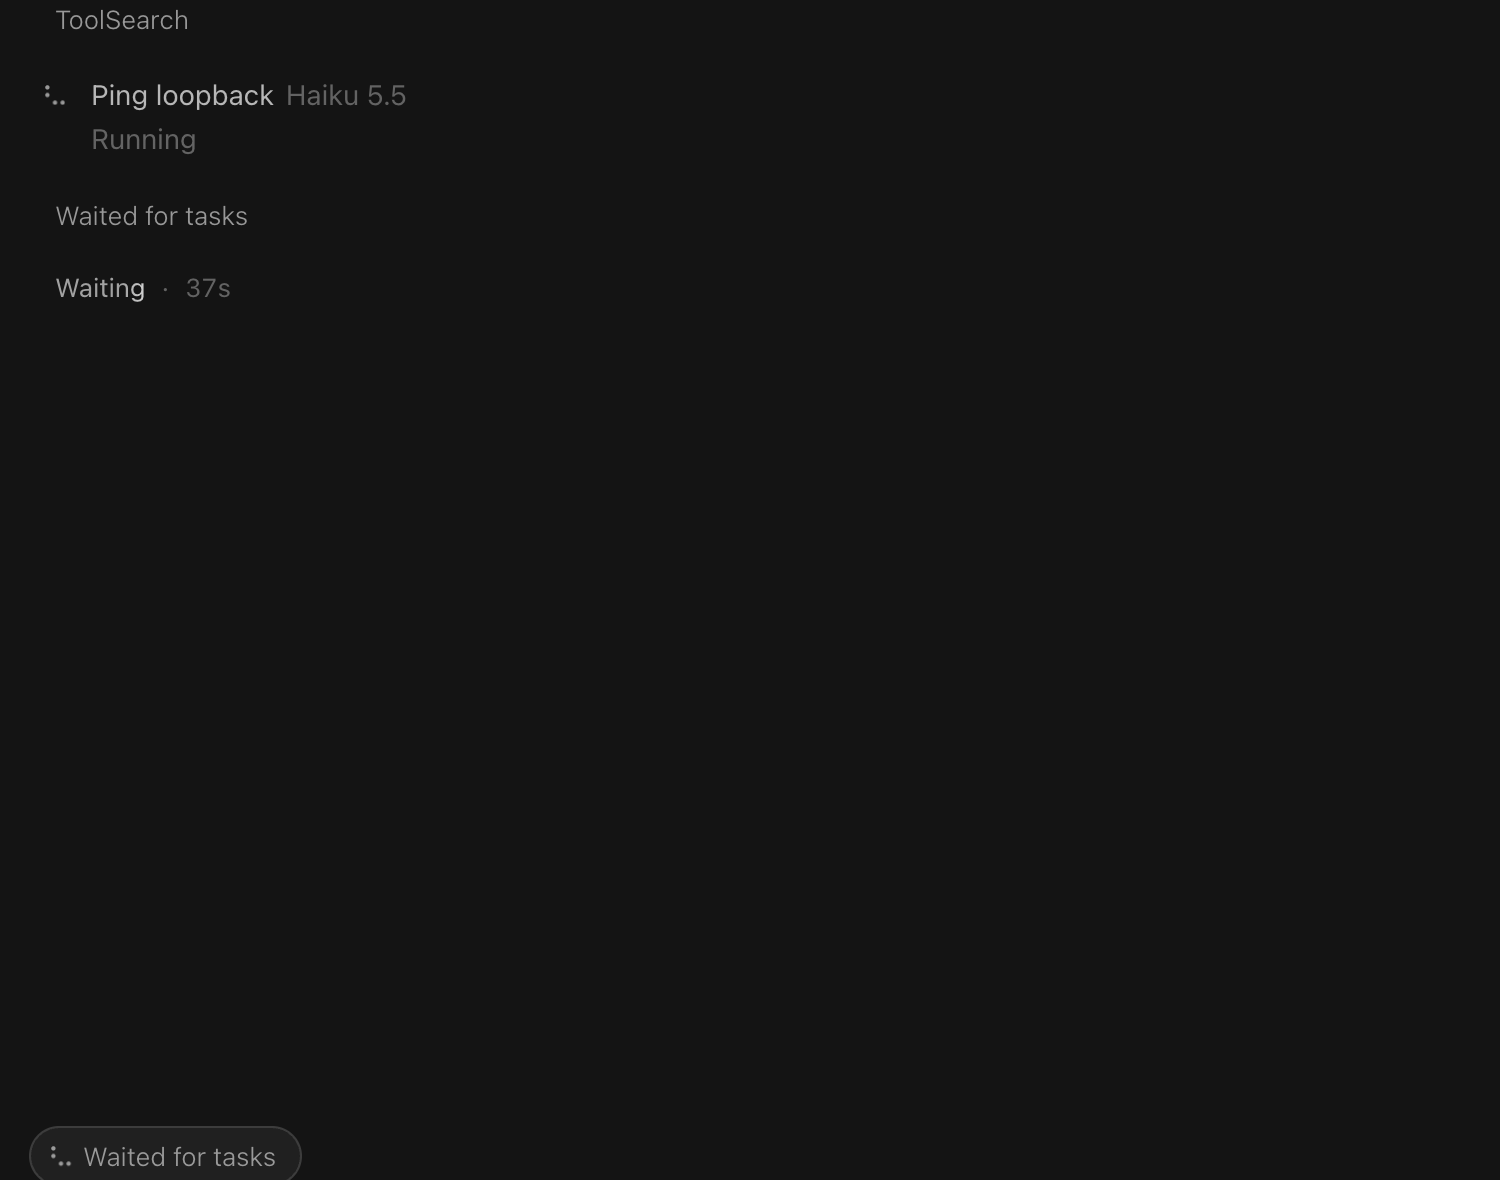 ToolSearch
Ping loopback Haiku 5.5
Running
Waited for tasks
Waiting · 37s
Waited for tasks